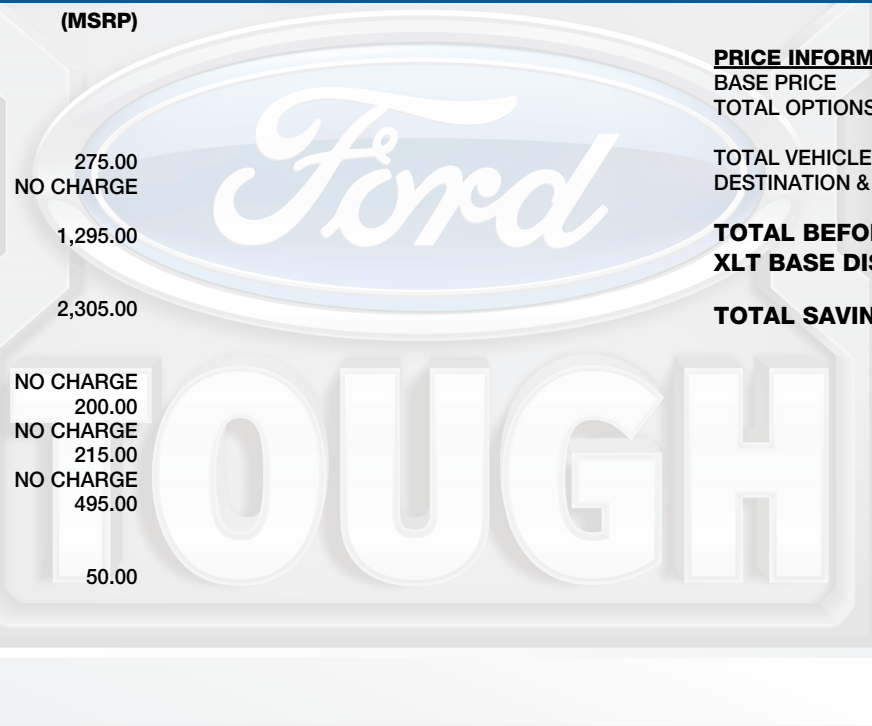 (MSRP)
275.00
NO CHARGE
1,295.00
2,305.00
NO CHARGE
200.00
NO CHARGE
215.00
NO CHARGE
495.00
50.00
PRICE INFORM
BASE PRICE
TOTAL OPTIONS
TOTAL VEHICLE
DESTINATION &
TOTAL BEFO
XLT BASE DIS
TOTAL SAVIN
Ford
TOUGH